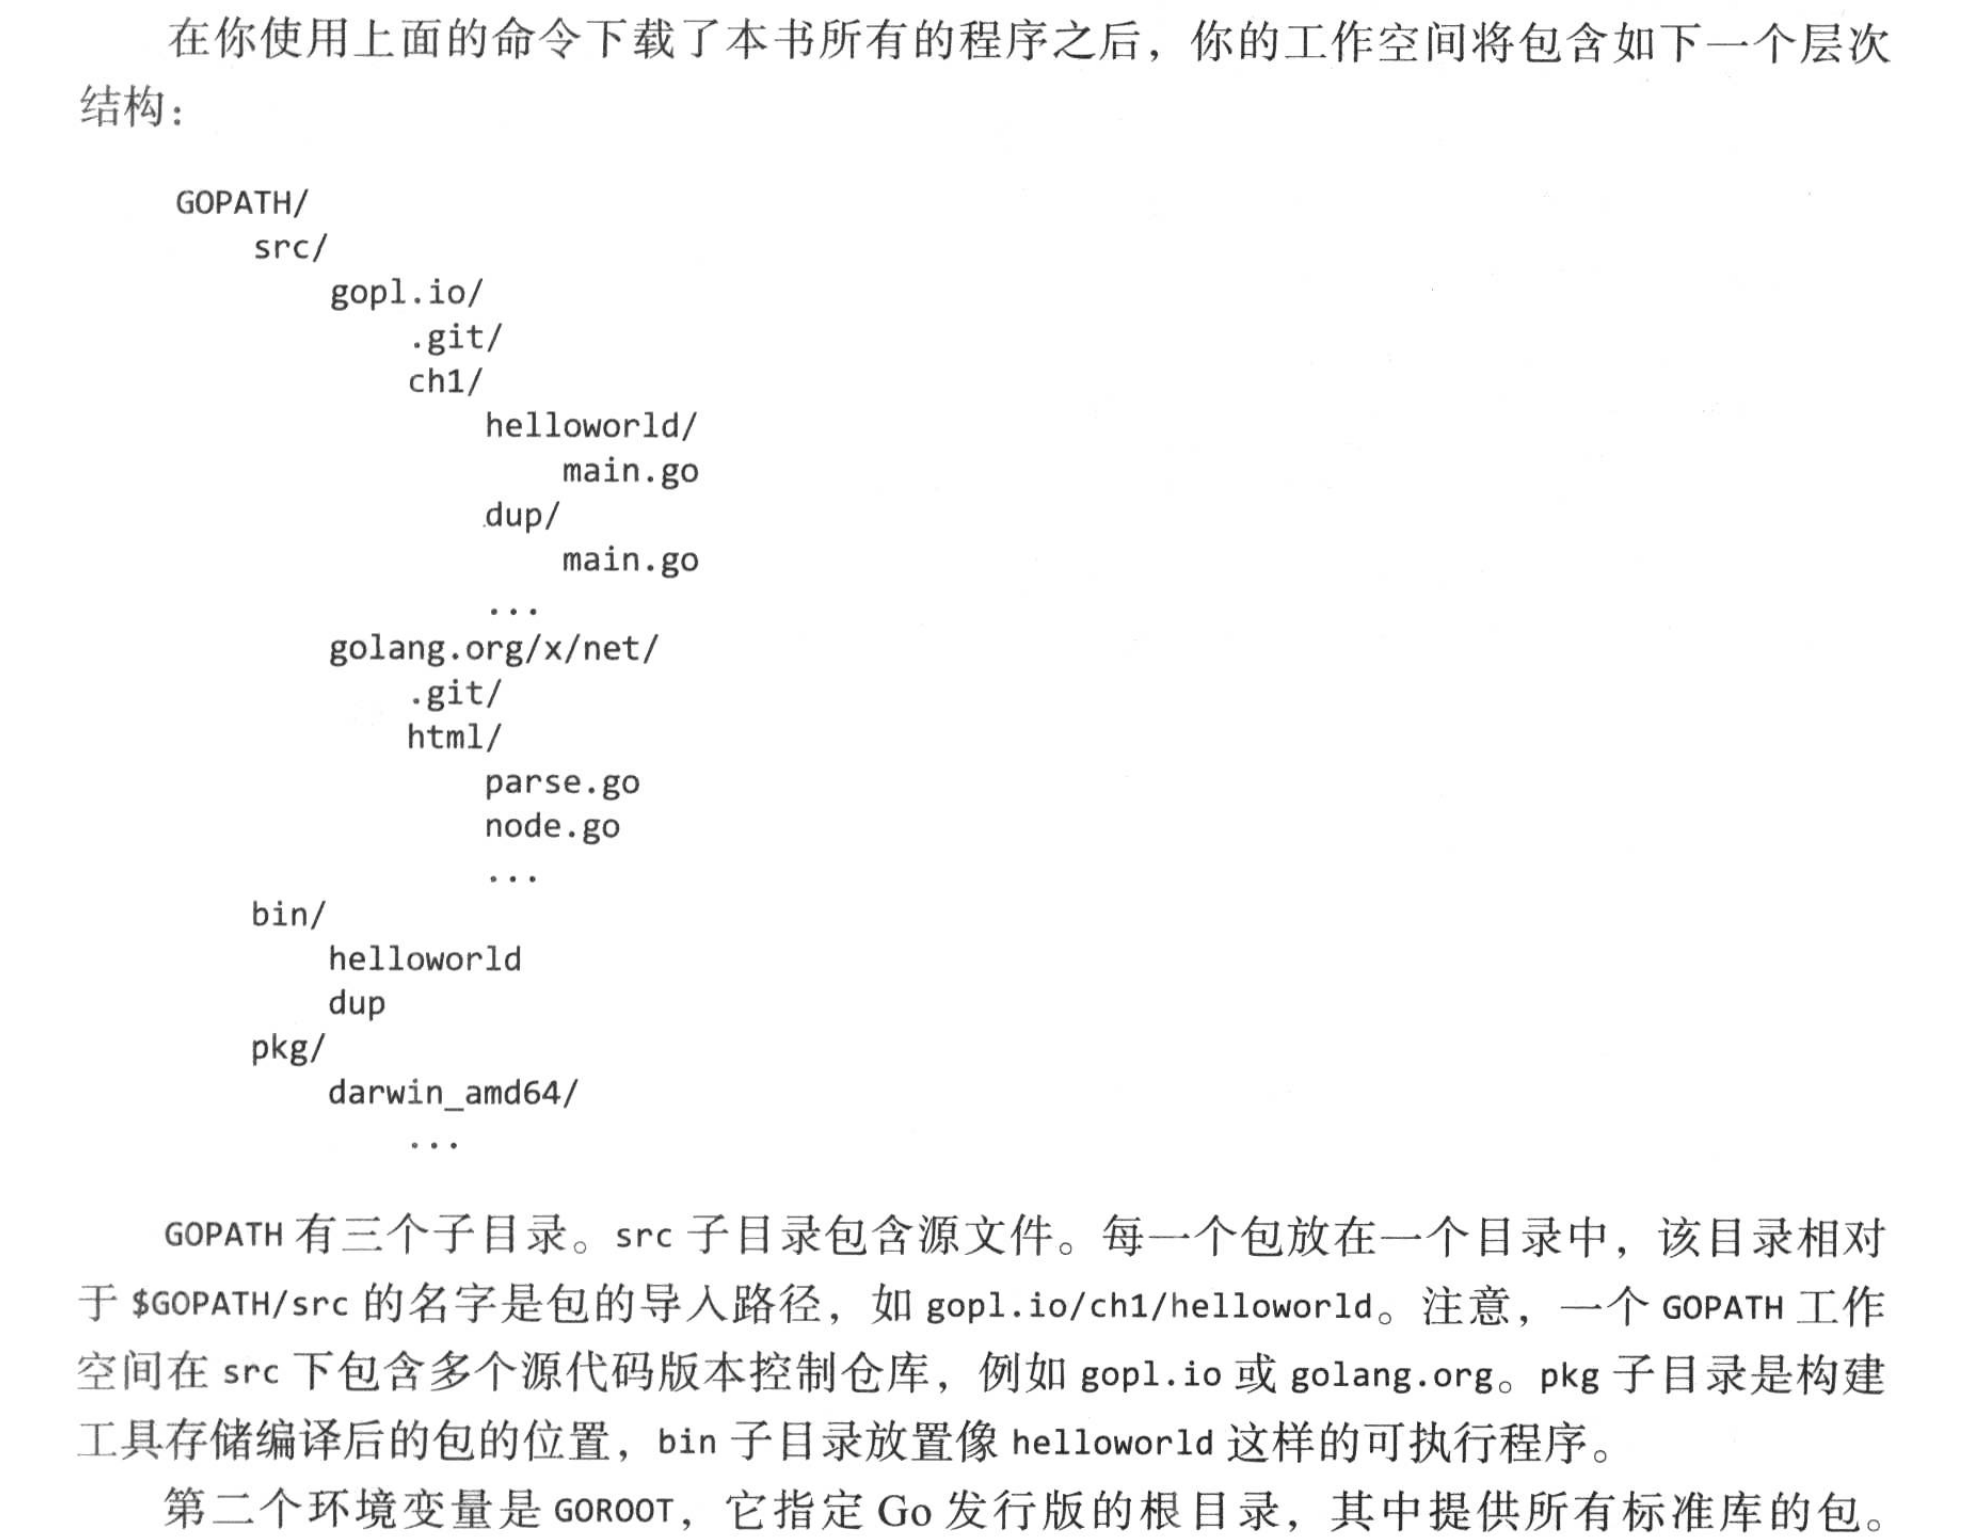 在你使用上面的命令下载了本书所有的程序之后，你的工作空间将包含如下一个层次
结构：
GOPATH/
src/
gopl.io/
.git/
ch1/
helloworld/
main.go
dup/
main.go
...
golang.org/x/net/
.git/
html/
parse.go
node.go
...
bin/
helloworld
dup
pkg/
darwin_amd64/
...
GOPATH 有三个子目录。src 子目录包含源文件。每一个包放在一个目录中，该目录相对
于 $GOPATH/src 的名字是包的导入路径，如 gopl.io/ch1/helloworld。注意，一个 GOPATH 工作
空间在 src 下包含多个源代码版本控制仓库，例如 gopl.io 或 golang.org。pkg 子目录是构建
工具存储编译后的包的位置，bin 子目录放置像 helloworld 这样的可执行程序。
第二个环境变量是 GOROOT，它指定 Go 发行版的根目录，其中提供所有标准库的包。